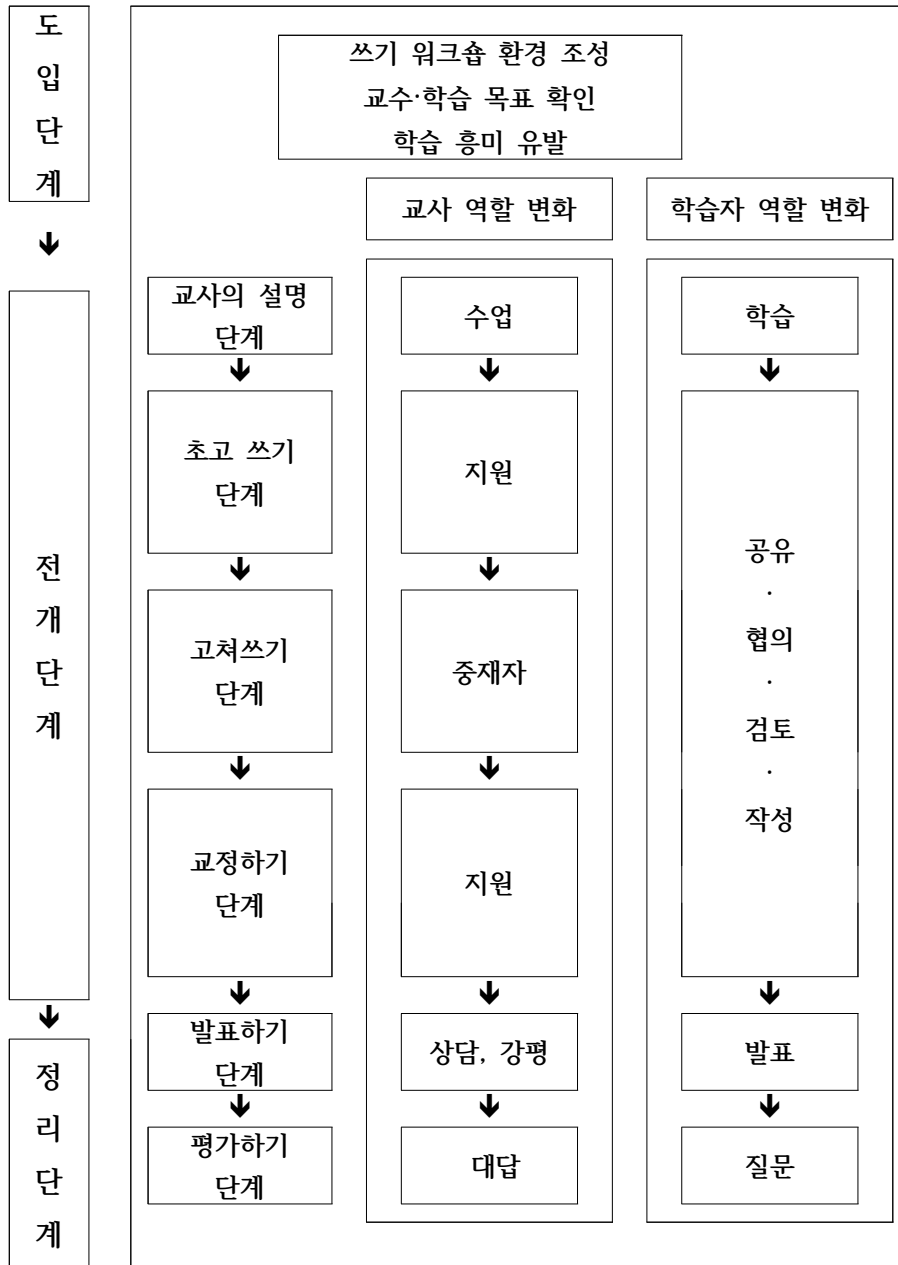 도
입
단
계
쓰기 워크숍 환경 조성
교수·학습 목표 확인
학습 흥미 유발
교사 역할 변화
학습자 역할 변화
전
개
단
계
교사의 설명
단계
수업
학습
초고 쓰기
단계
지원
고쳐쓰기
단계
중재자
교정하기
단계
지원
공유
·
협의
·
검토
·
작성
정
리
단
계
발표하기
단계
상담, 강평
발표
평가하기
단계
대답
질문